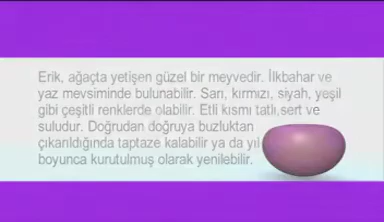 Erik, ağaçta yetişen güzel bir meyvedir. İlkbahar ve
yaz mevsiminde bulunabilir. Sarı, kırmızı, siyah, yeşil
gibi çeşitli renklerde olabilir. Etli kısmı tatlı,sert ve
suludur. Doğrudan doğruya buzluktan
çıkarıldığında taptaze kalabilir ya da yıl
boyunca kurutulmuş olarak yenilebilir.